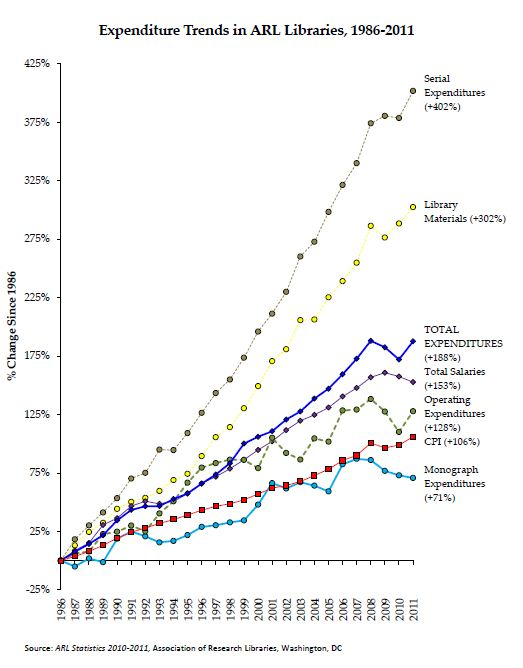 Expenditure Trends in ARL Libraries, 1986-2011
425%
375%
325%
275%
225%
175%
125%
75%
25%
-25%
% Change Since 1986
Serial
Expenditures
(+402%)
Library
Materials (+302%)
TOTAL
EXPENDITURES
(+188%)
Total Salaries
(+153%)
Operating
Expenditures
(+128%)
CPI (+106%)
Monograph
Expenditures
(+71%)
1986
1987
1988
1989
1990
1991
1992
1993
1994
1995
1996
1997
1998
1999
2000
2001
2002
2003
2004
2005
2006
2007
2008
2009
2010
2011
Source: ARL Statistics 2010-2011, Association of Research Libraries, Washington, DC